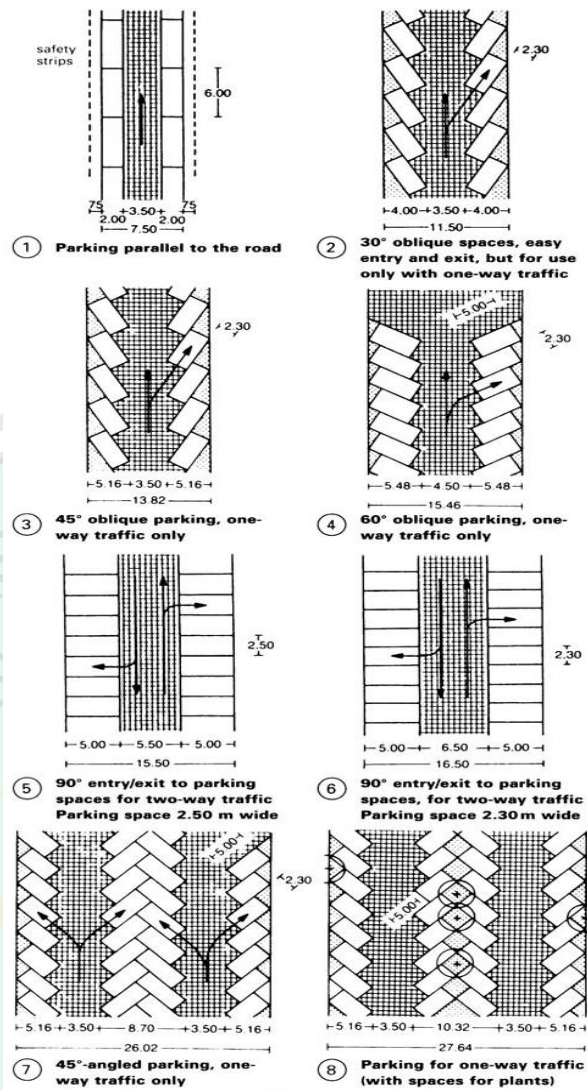 safety
strips
6.00
75
3.50
75
2.00
2.00
7.50
1 Parking parallel to the road
2.30
4.00 3.50 4.00
11.50
2 30° oblique spaces, easy
entry and exit, but for use
only with one-way traffic
2.30
5.16 3.50 5.16
13.82
3 45° oblique parking, one-
way traffic only
5.00
2.30
5.48 4.50 5.48
15.46
4 60° oblique parking, one-
way traffic only
2.50
5.00 5.50 5.00
15.50
5 90° entry/exit to parking
spaces for two-way traffic
Parking space 2.50 m wide
2.30
5.00 6.50 5.00
16.50
6 90° entry/exit to parking
spaces, for two-way traffic
Parking space 2.30 m wide
5.00
2.30
5.16 3.50 8.70 3.50 5.16
26.02
7 45°-angled parking, one-
way traffic only
5.00
5.16 3.50 10.32 3.50 5.16
27.64
8 Parking for one-way traffic
(with spaces for plants)